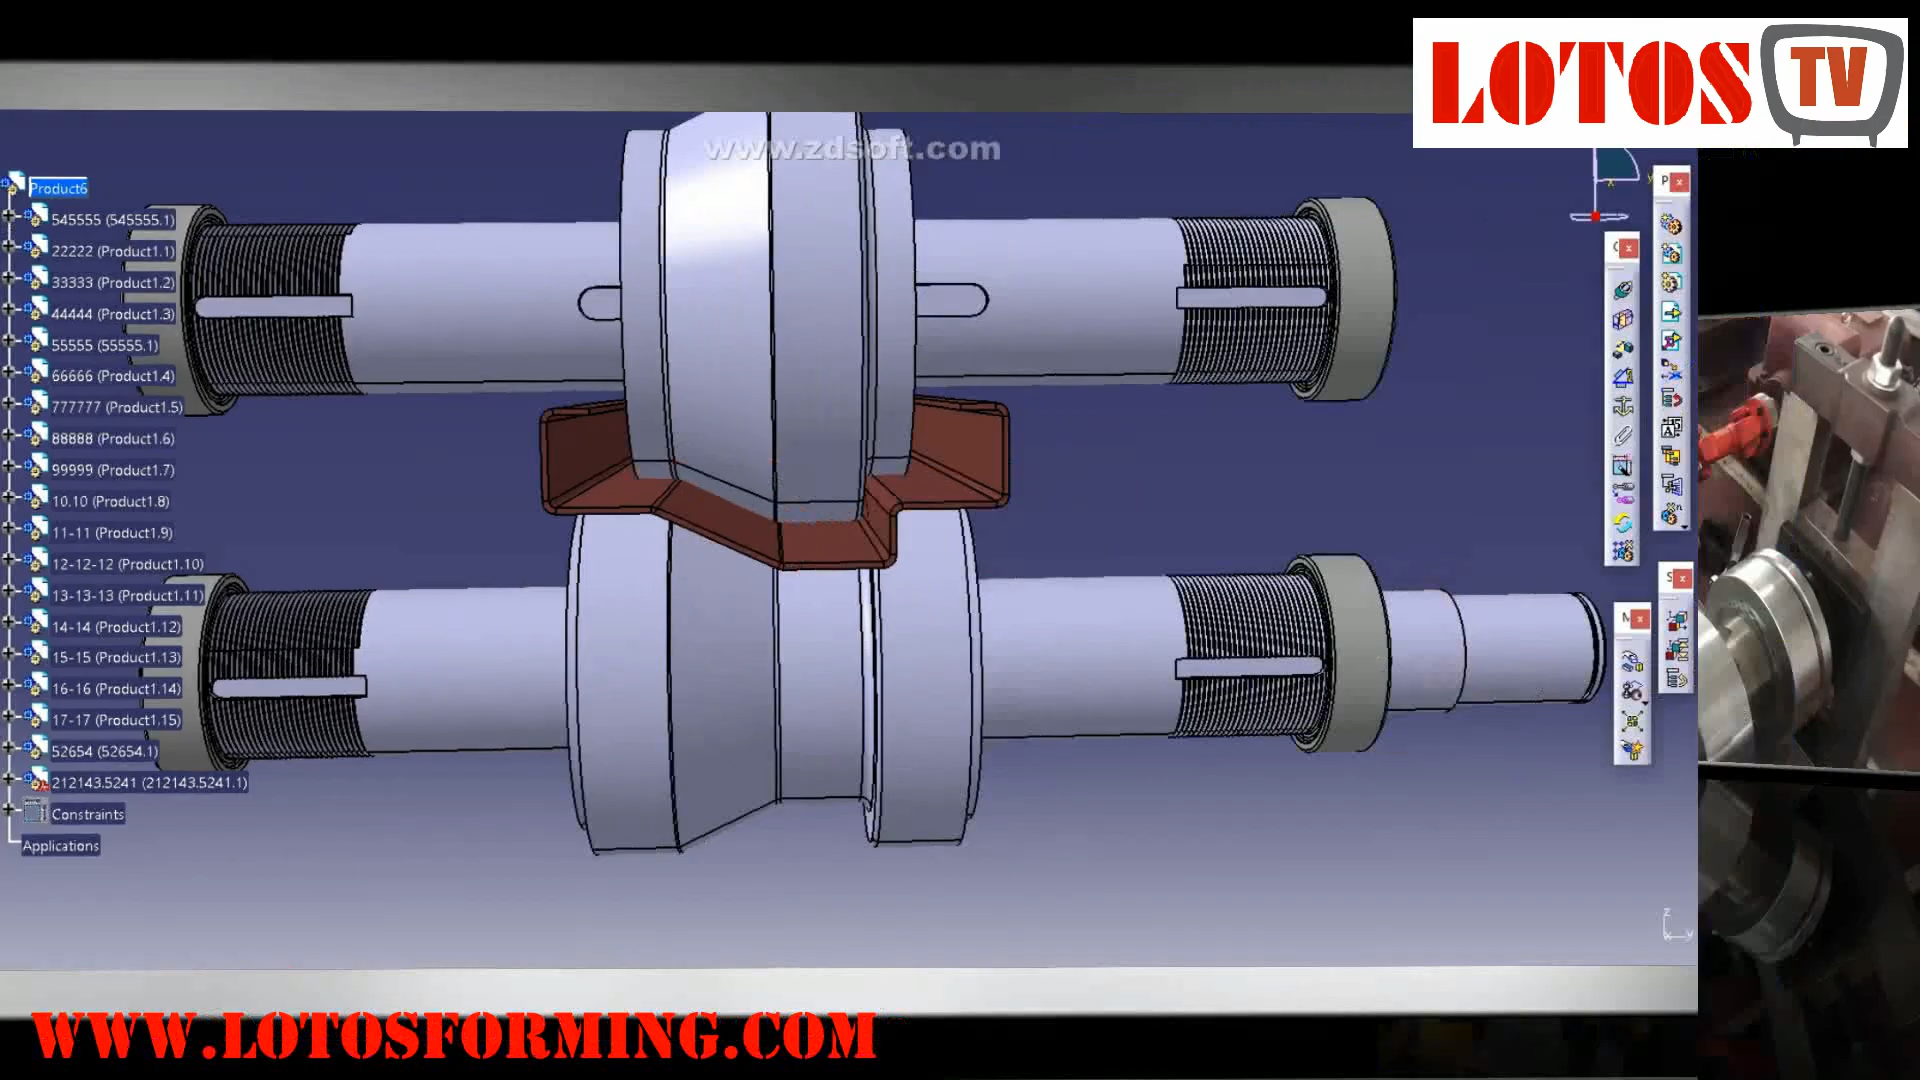 LOTOS TV
www.zdsoft.com
Product6
545555 (545555.1)
22222 (Product1.1)
33333 (Product1.2)
44444 (Product1.3)
55555 (55555.1)
66666 (Product1.4)
777777 (Product1.5)
88888 (Product1.6)
99999 (Product1.7)
10.10 (Product1.8)
11-11 (Product1.9)
12-12-12 (Product1.10)
13-13-13 (Product1.11)
14-14 (Product1.12)
15-15 (Product1.13)
16-16 (Product1.14)
17-17 (Product1.15)
52654 (52654.1)
212143.5241 (212143.5241.1)
Constraints
Applications
P
S
M
z
x y
WWW.LOTOSFORMING.COM